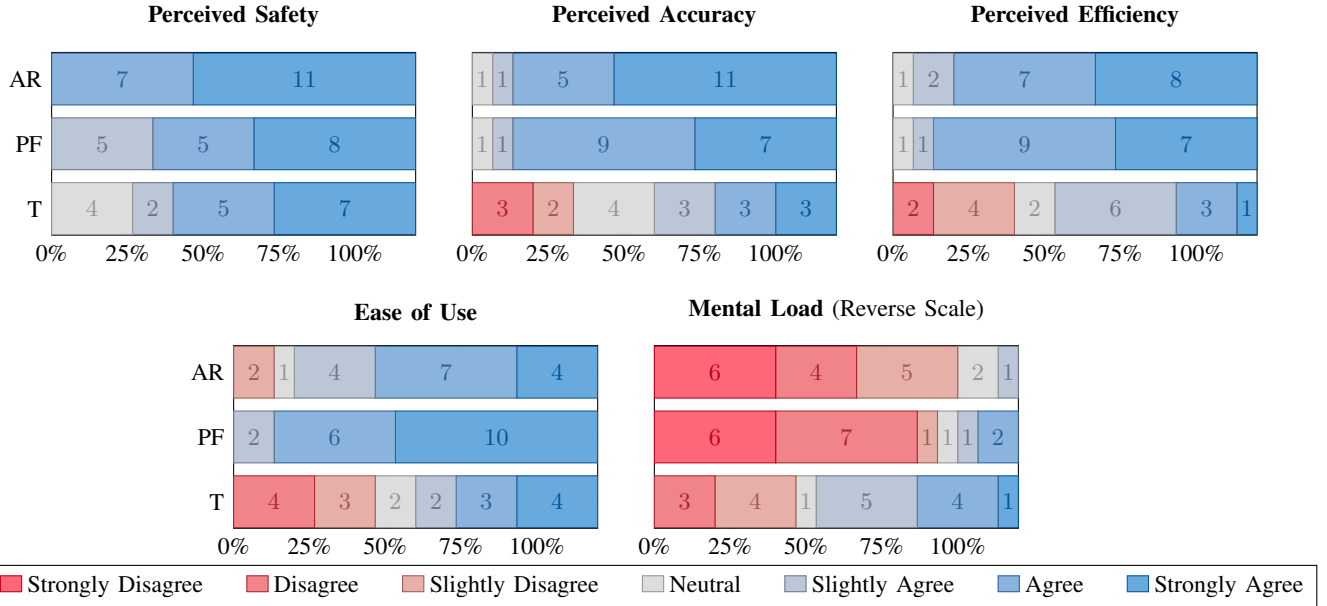 Perceived Safety Perceived Accuracy Perceived Efficiency
AR 7 11 1 1 5 11 1 2 7 8
PF 5 5 8 1 1 9 7 1 1 9 7
T 4 2 5 7 3 2 4 3 3 3 2 4 2 6 3 1
0% 25% 50% 75% 100% 0% 25% 50% 75% 100% 0% 25% 50% 75% 100%
Ease of Use Mental Load (Reverse Scale)
AR 2 1 4 7 4 6 4 5 2 1
PF 2 6 10 6 7 1 1 1 2
T 4 3 2 2 3 4 3 4 1 5 4 1
0% 25% 50% 75% 100% 0% 25% 50% 75% 100%
Strongly Disagree Disagree Slightly Disagree Neutral Slightly Agree Agree Strongly Agree